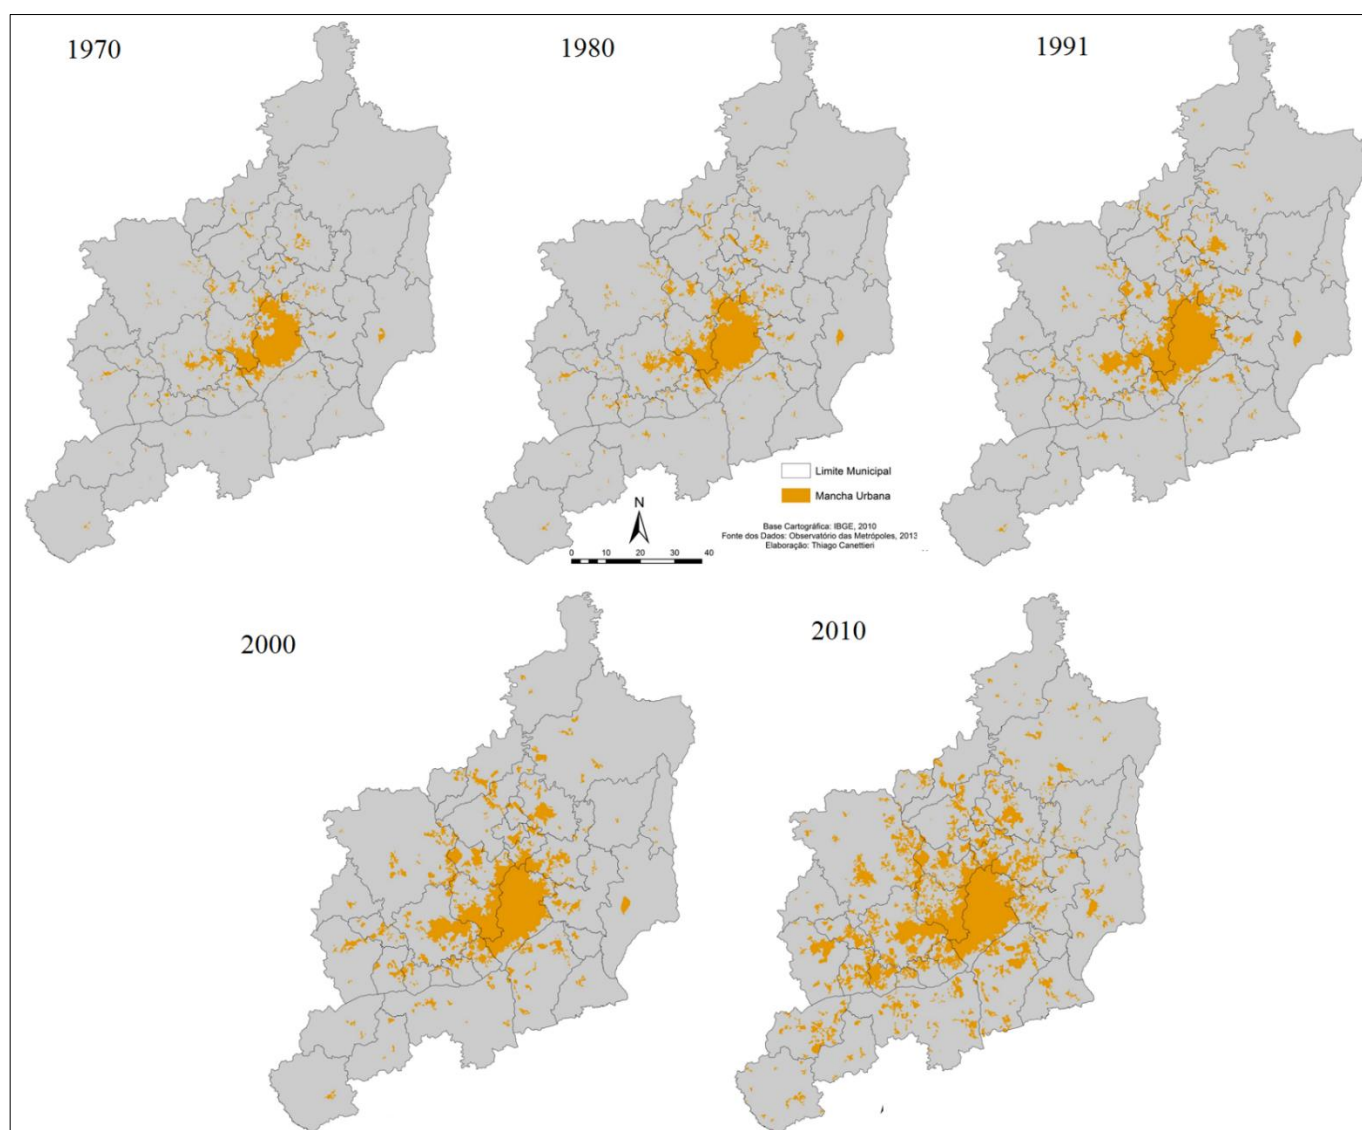 1970
1980
1991
Limite Municipal
Mancha Urbana
N
Base Cartográfica: IBGE, 2010
Fonte dos Dados: Observatório das Metrópoles, 2013
Elaboração: Thiago Canettieri
0 10 20 30 40
2000
2010